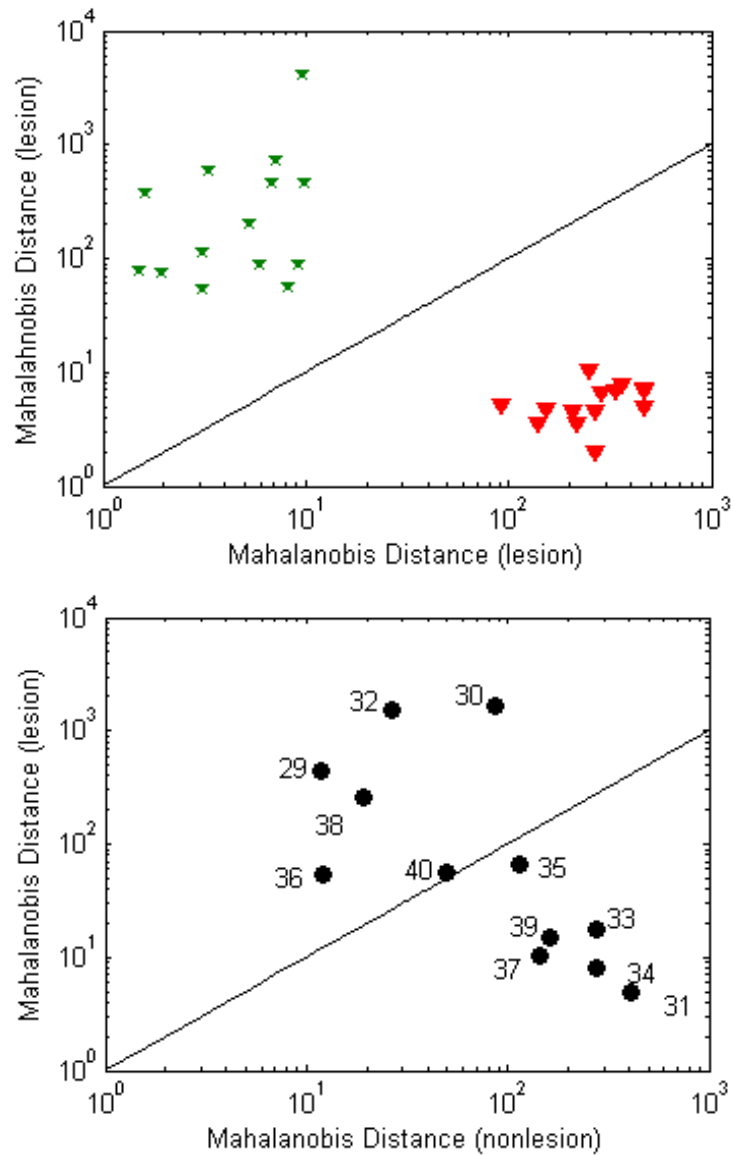 10^4
10^3
10^2
10^1
10^0
Mahalahnobis Distance (lesion)
10^0 10^1 10^2 10^3
Mahalanobis Distance (lesion)
10^4
10^3
10^2
10^1
10^0
Mahalanobis Distance (lesion)
32 30
29
38
36 40 35
39 33
37 34
31
10^0 10^1 10^2 10^3
Mahalanobis Distance (nonlesion)